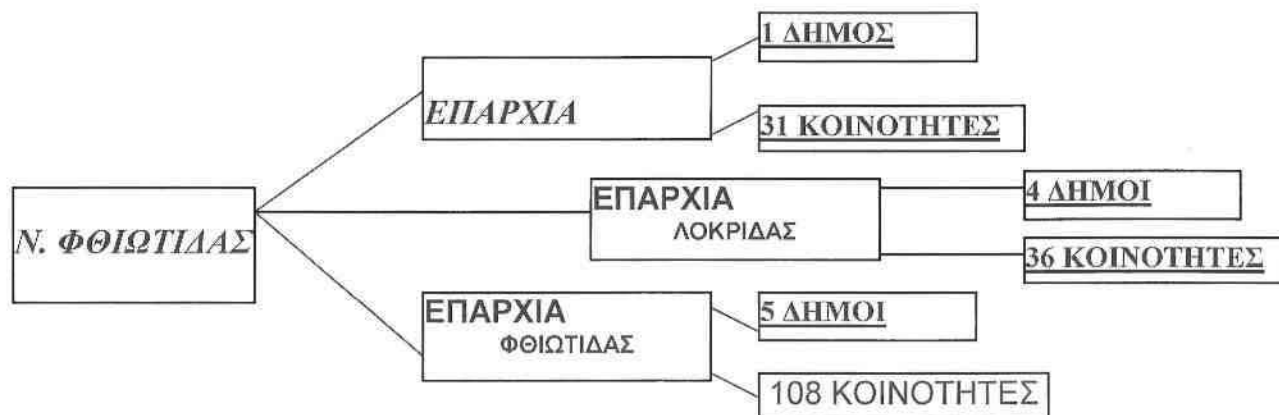 1 ΔΗΜΟΣ
ΕΠΑΡΧΙΑ
31 ΚΟΙΝΟΤΗΤΕΣ
ΕΠΑΡΧΙΑ
ΛΟΚΡΙΔΑΣ
4 ΔΗΜΟΙ
36 ΚΟΙΝΟΤΗΤΕΣ
Ν. ΦΘΙΩΤΙΔΑΣ
ΕΠΑΡΧΙΑ
ΦΘΙΩΤΙΔΑΣ
5 ΔΗΜΟΙ
108 ΚΟΙΝΟΤΗΤΕΣ